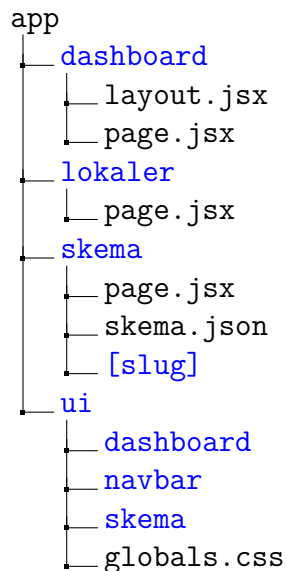 app
dashboard
layout.jsx
page.jsx
lokaler
page.jsx
skema
page.jsx
skema.json
[slug]
ui
dashboard
navbar
skema
globals.css